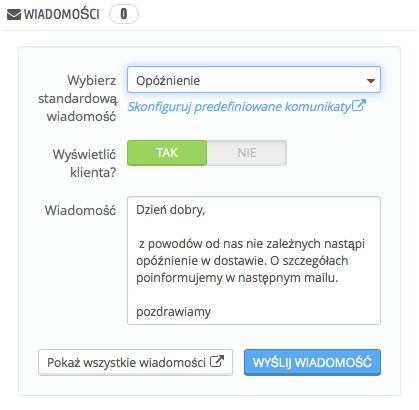 WIADOMOŚCI 0
Wybierz
standardową
wiadomość
Opóźnienie
Skonfiguruj predefiniowane komunikaty
Wyświetlić
klienta?
TAK NIE
Wiadomość
Dzień dobry,
z powodów od nas nie zależnych nastąpi
opóźnienie w dostawie. O szczegółach
poinformujemy w następnym mailu.
pozdrawiamy
Pokaż wszystkie wiadomości WYŚLIJ WIADOMOŚĆ